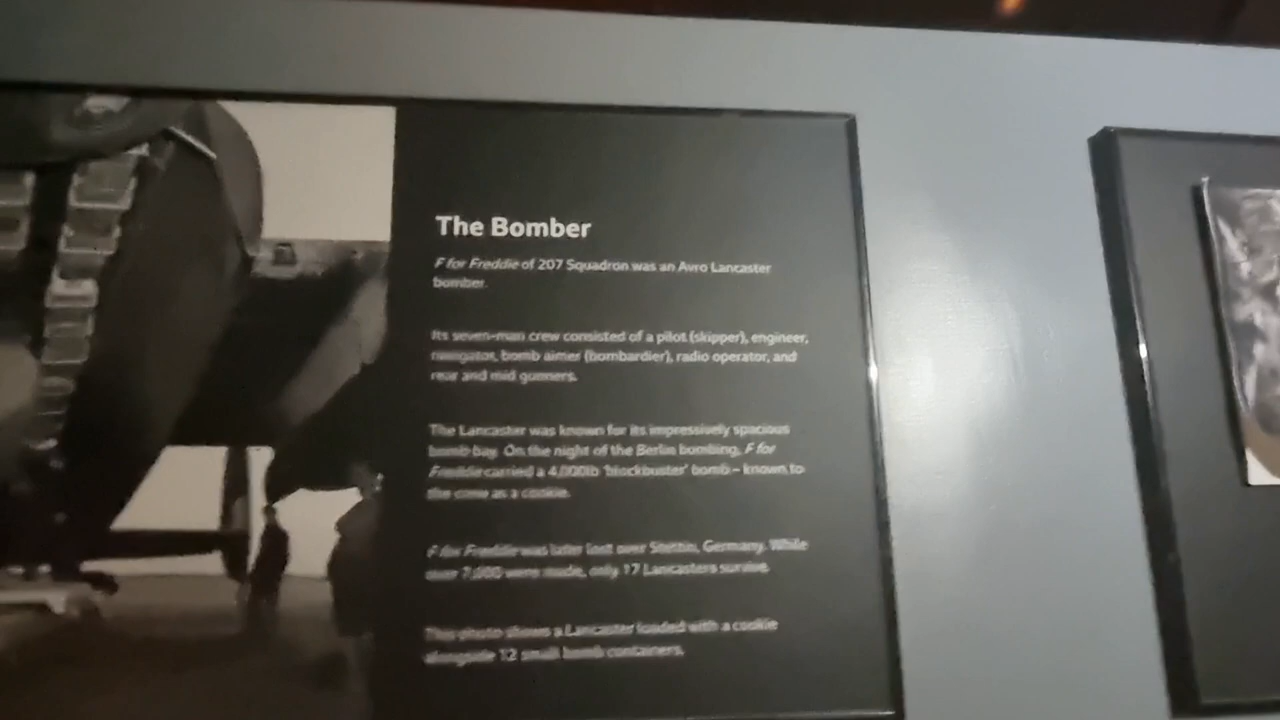 The Bomber
F for Freddie of 207 Squadron was an Avro Lancaster
bomber.
Its seven-man crew consisted of a pilot (skipper), engineer,
navigator, bomb aimer (bombardier), radio operator, and
rear and mid gunners.
The Lancaster was known for its impressively spacious
bomb bay. On the night of the Berlin bombing, F for
Freddie carried a 4,000lb 'blockbuster' bomb – known to
the crew as a cookie.
F for Freddie was later lost over Stettin, Germany. While
over 7,000 were made, only 17 Lancasters survive.
This photo shows a Lancaster loaded with a cookie
alongside 12 small bomb containers.